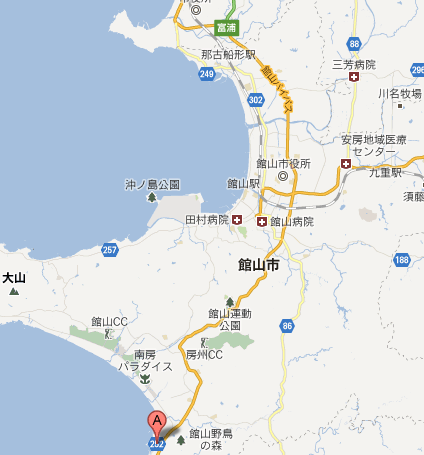 市役所
富浦
那古船形駅
88
三芳病院
249
館山バイパス
296
302
川名牧場
安房地域医療
センター
館山市役所
九重駅
沖ノ島公園
館山駅
須藤
田村病院
館山病院
257
188
館山市
大山
館山運動
公園
館山CC
86
南房
パラダイス
房州CC
A
館山野鳥
の森